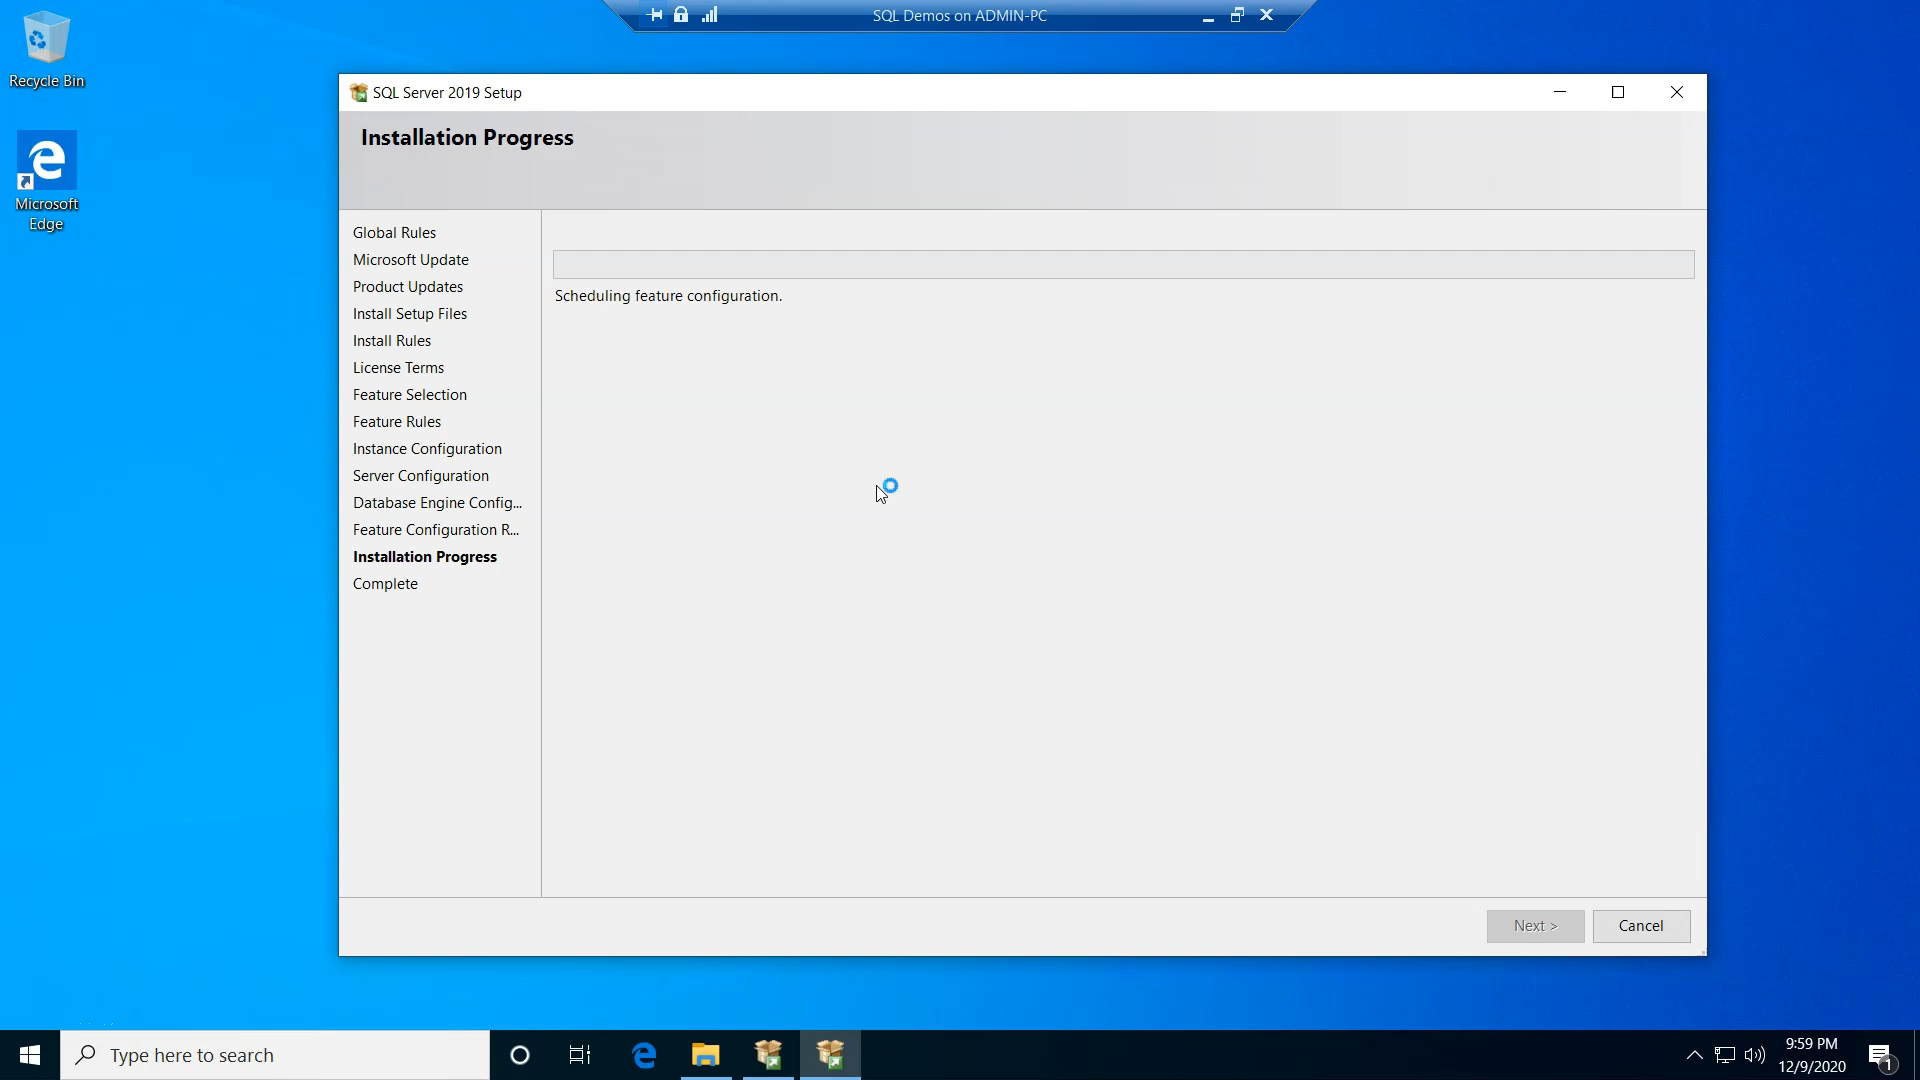 SQL Demos on ADMIN-PC
Recycle Bin
Microsoft
Edge
SQL Server 2019 Setup
Installation Progress
Global Rules
Microsoft Update
Product Updates
Install Setup Files
Install Rules
License Terms
Feature Selection
Feature Rules
Instance Configuration
Server Configuration
Database Engine Config...
Feature Configuration R...
Installation Progress
Complete
Scheduling feature configuration.
Next >
Cancel
Type here to search
9:59 PM
12/9/2020
1